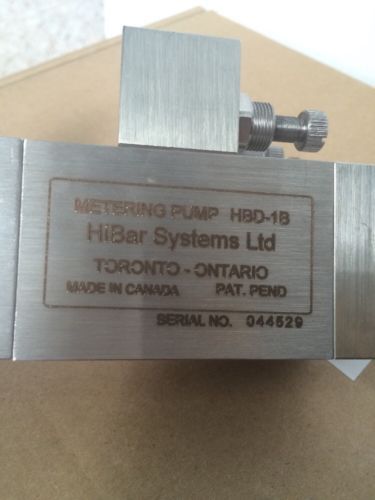 METERING PUMP HBD-1B
HiBar Systems Ltd
TORONTO - ONTARIO
MADE IN CANADA PAT. PEND
SERIAL NO. 044529